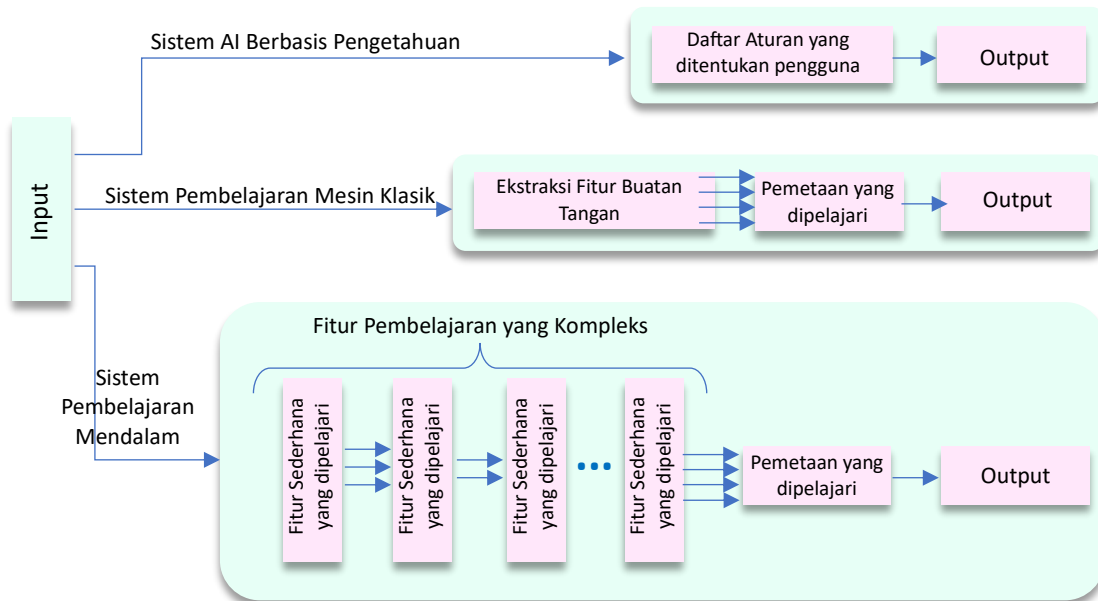 Sistem AI Berbasis Pengetahuan
Daftar Aturan yang
ditentukan pengguna
Output
Input
Sistem Pembelajaran Mesin Klasik
Ekstraksi Fitur Buatan
Tangan
Pemetaan yang
dipelajari
Output
Sistem
Pembelajaran
Mendalam
Fitur Pembelajaran yang Kompleks
Fitur Sederhana
yang dipelajari
Fitur Sederhana
yang dipelajari
Fitur Sederhana
yang dipelajari
...
Fitur Sederhana
yang dipelajari
Pemetaan yang
dipelajari
Output